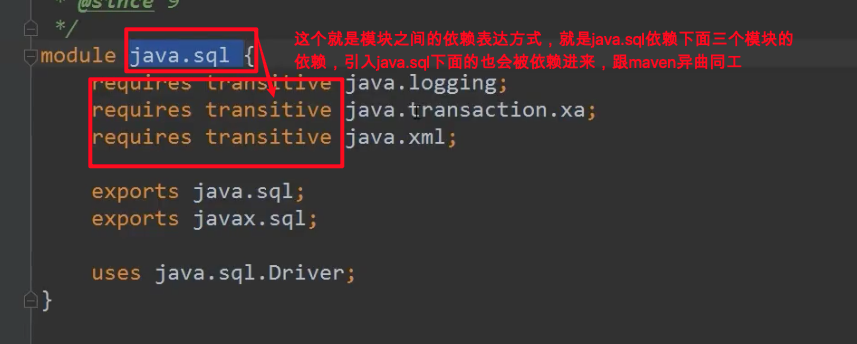 * @since 9
*/
module java.sql {
这个就是模块之间的依赖表达方式，就是java.sql依赖下面三个模块的
依赖，引入java.sql下面的也会被依赖进来，跟maven异曲同工
requires transitive java.logging;
requires transitive java.transaction.xa;
requires transitive java.xml;
exports java.sql;
exports javax.sql;
uses java.sql.Driver;
}